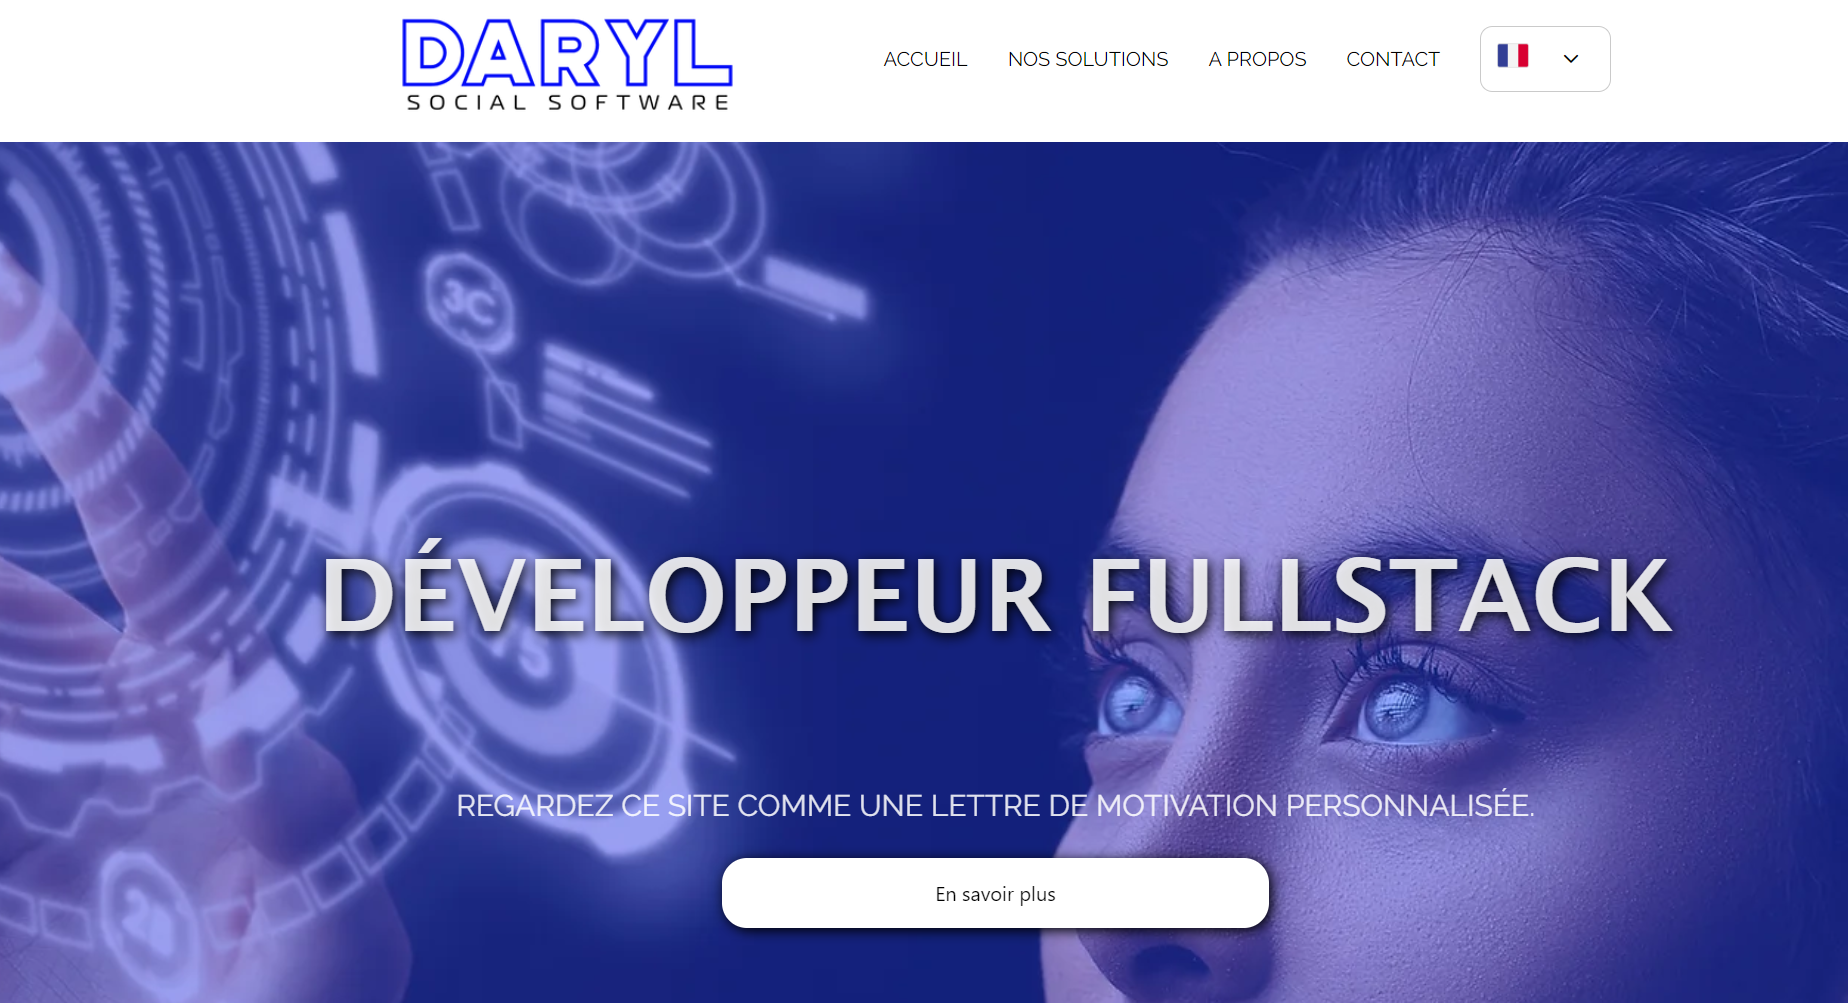 DARYL
SOCIAL SOFTWARE
ACCUEIL NOS SOLUTIONS A PROPOS CONTACT
3C
DÉVELOPPEUR FULLSTACK
REGARDEZ CE SITE COMME UNE LETTRE DE MOTIVATION PERSONNALISÉE.
En savoir plus